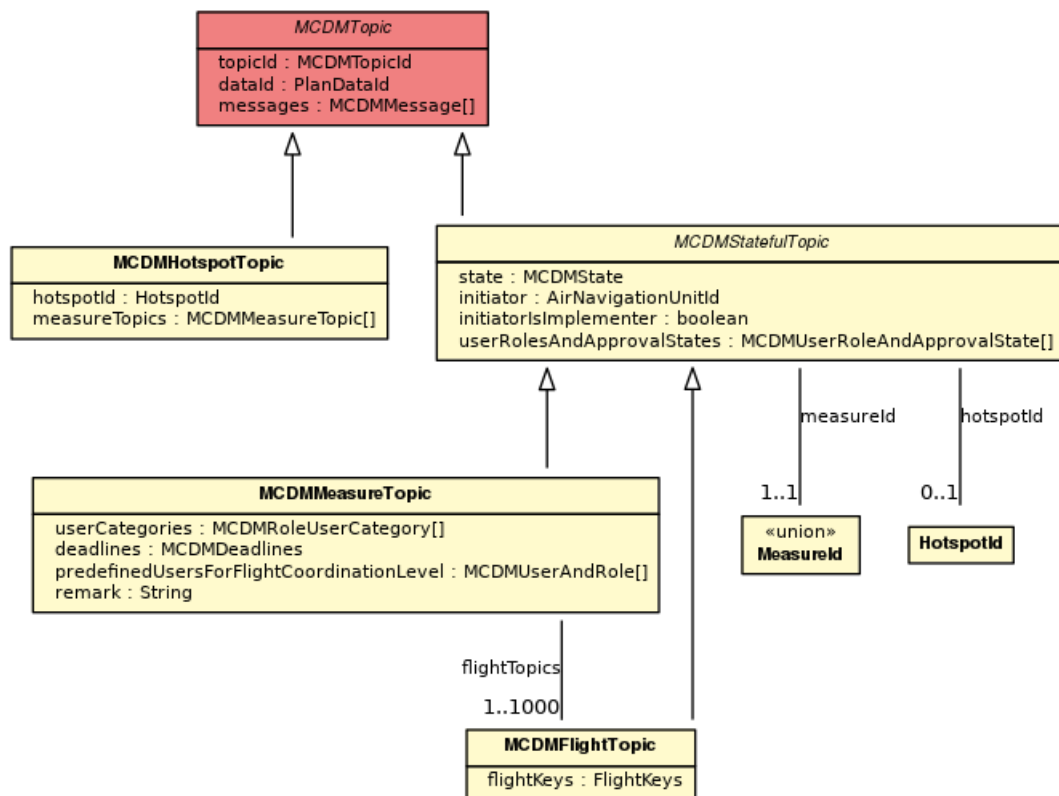 MCDMTopic
topicId : MCDMTopicId
dataId : PlanDataId
messages : MCDMMessage[]
MCDMHotspotTopic
hotspotId : HotspotId
measureTopics : MCDMMeasureTopic[]
MCDMStatefulTopic
state : MCDMState
initiator : AirNavigationUnitId
initiatorIsImplementer : boolean
userRolesAndApprovalStates : MCDMUserRoleAndApprovalState[]
measureId
hotspotId
1..1
0..1
MCDMMeasureTopic
userCategories : MCDMRoleUserCategory[]
deadlines : MCDMDeadlines
predefinedUsersForFlightCoordinationLevel : MCDMUserAndRole[]
remark : String
«union»
MeasureId
HotspotId
flightTopics
1..1000
MCDMFlightTopic
flightKeys : FlightKeys